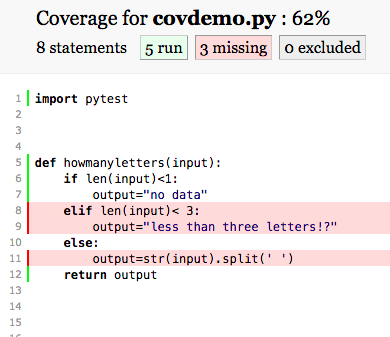 Coverage for covdemo.py : 62%
8 statements 5 run 3 missing 0 excluded
1 import pytest
2
3
4
5 def howmanyletters(input):
6 if len(input)<1:
7 output="no data"
8 elif len(input)< 3:
9 output="less than three letters!?"
10 else:
11 output=str(input).split(' ')
12 return output
13
14
15
16